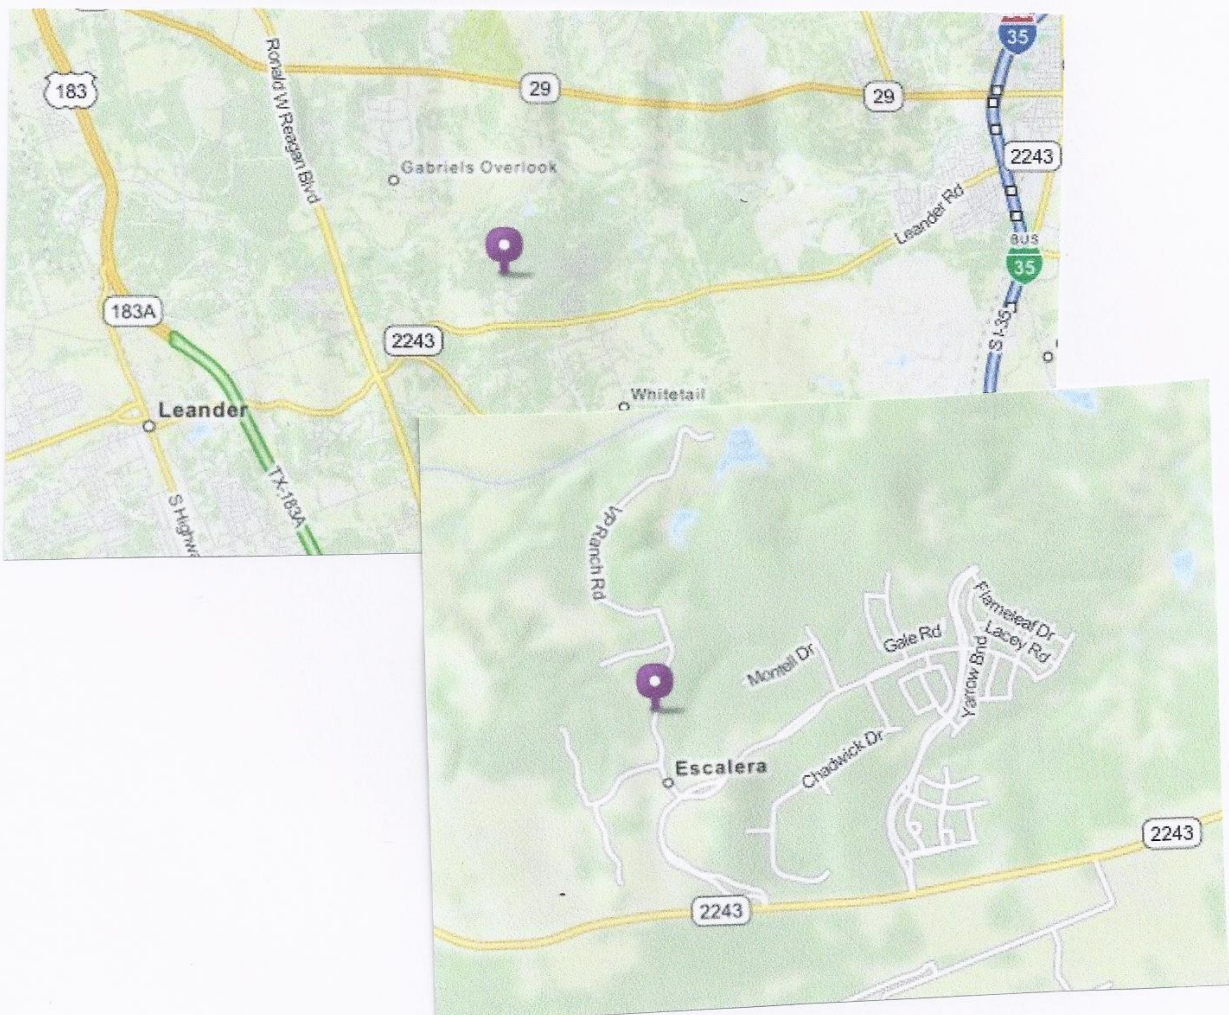 35
183
Ronald W Reagan Blvd
29
29
2243
Gabriels Overlook
Leander Rd
BUS
35
183A
S I-35
2243
Whitetail
Leander
TX-183A
VP Ranch Rd
Flameleaf Dr
Lacey Rd
Gale Rd
Montell Dr
Yarrow Bnd
Chadwick Dr
Escalera
2243
2243